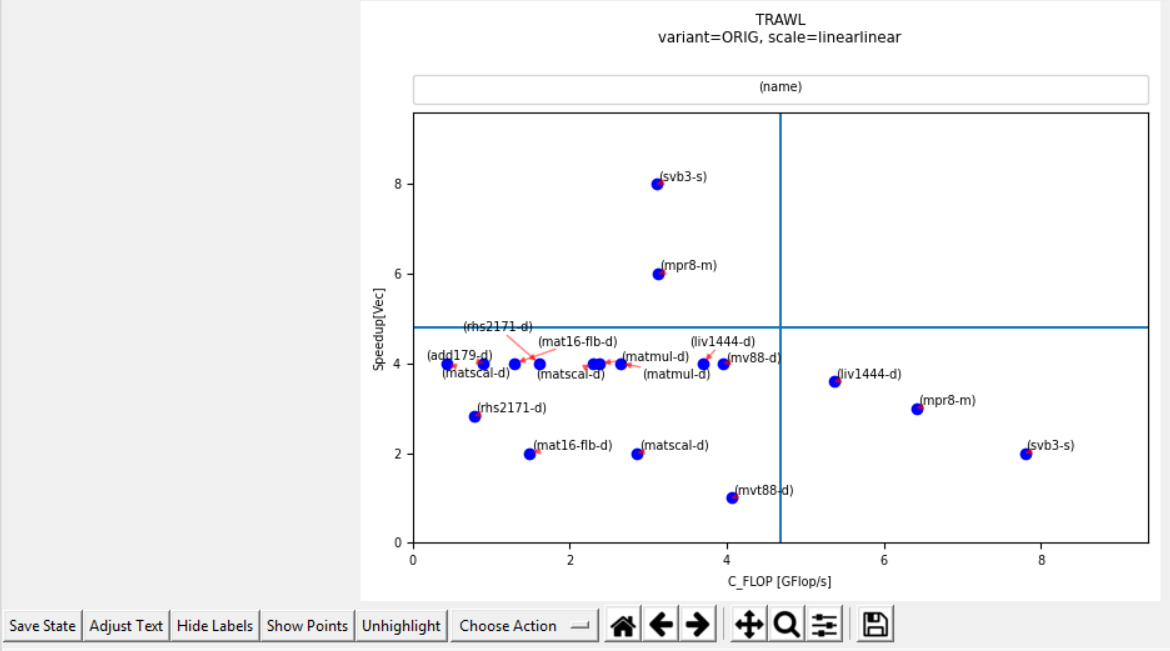 TRAWL
variant=ORIG, scale=linearlinear
(name)
Speedup[Vec]
8
6
4
2
0
(svb3-s)
(mpr8-m)
(rhs2171-d)
(mat16-flb-d)
(liv1444-d)
(add179-d)
(matmul-d)
(mv88-d)
(matscal-d)
(matscal-d)
(matmul-d)
(liv1444-d)
(mpr8-m)
(rhs2171-d)
(mat16-flb-d)
(matscal-d)
(svb3-s)
(mvt88-d)
0 2 4 6 8
C_FLOP [GFlop/s]
Save State Adjust Text Hide Labels Show Points Unhighlight Choose Action